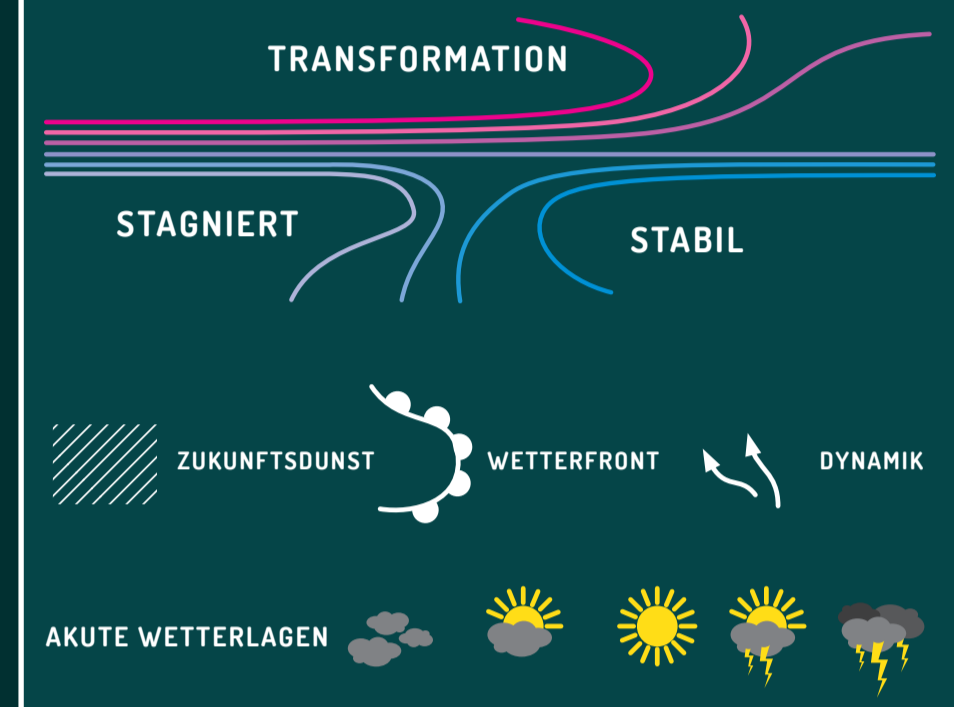 TRANSFORMATION
STAGNIERT
STABIL
ZUKUNFTSDUNST
WETTERFRONT
DYNAMIK
AKUTE WETTERLAGEN